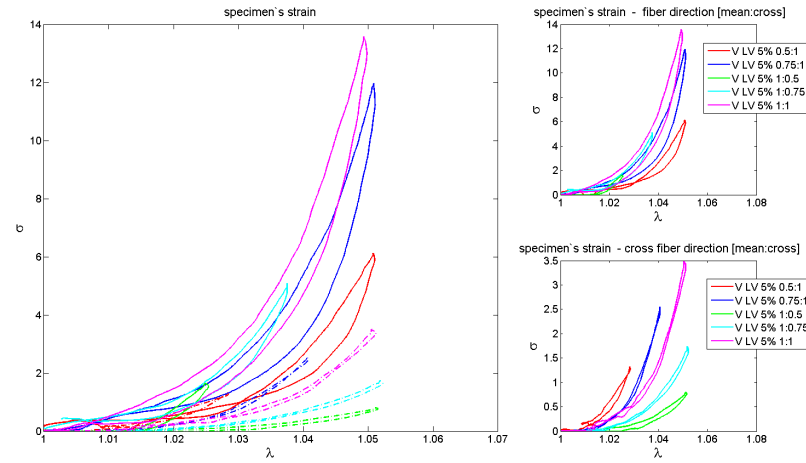 specimen`s strain
14
12
10
8
6
4
2
0
σ
1
1.01
1.02
1.03
1.04
1.05
1.06
1.07
λ
specimen`s strain - fiber direction [mean:cross]
14
12
10
8
6
4
2
0
σ
1
1.02
1.04
1.06
1.08
λ
V LV 5% 0.5:1
V LV 5% 0.75:1
V LV 5% 1:0.5
V LV 5% 1:0.75
V LV 5% 1:1
specimen`s strain - cross fiber direction [mean:cross]
3.5
3
2.5
2
1.5
1
0.5
0
σ
1
1.02
1.04
1.06
1.08
λ
V LV 5% 0.5:1
V LV 5% 0.75:1
V LV 5% 1:0.5
V LV 5% 1:0.75
V LV 5% 1:1